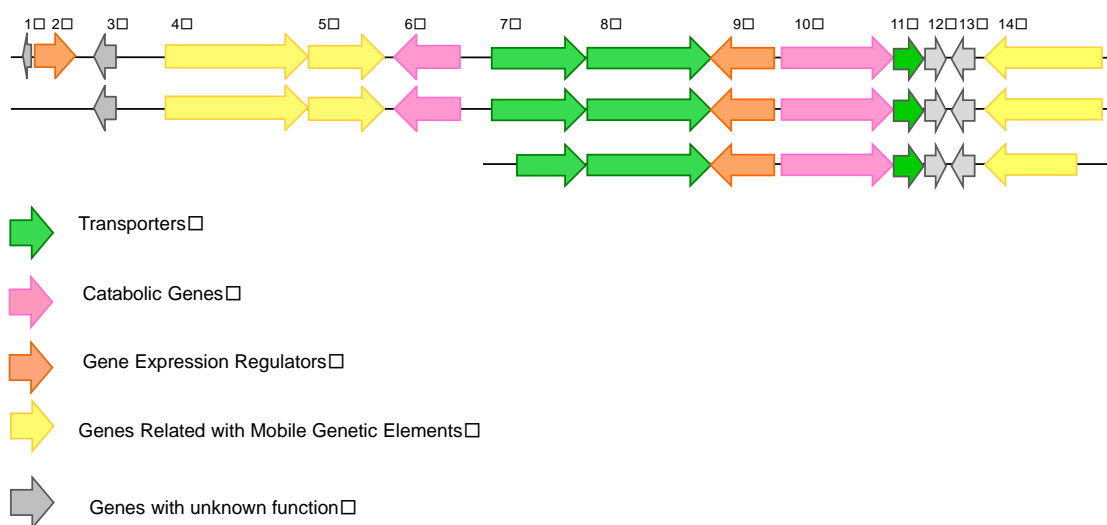 1□ 2□ 3□ 4□ 5□ 6□ 7□ 8□ 9□ 10□ 11□ 12□ 13□ 14□
Transporters□
Catabolic Genes□
Gene Expression Regulators□
Genes Related with Mobile Genetic Elements□
Genes with unknown function□